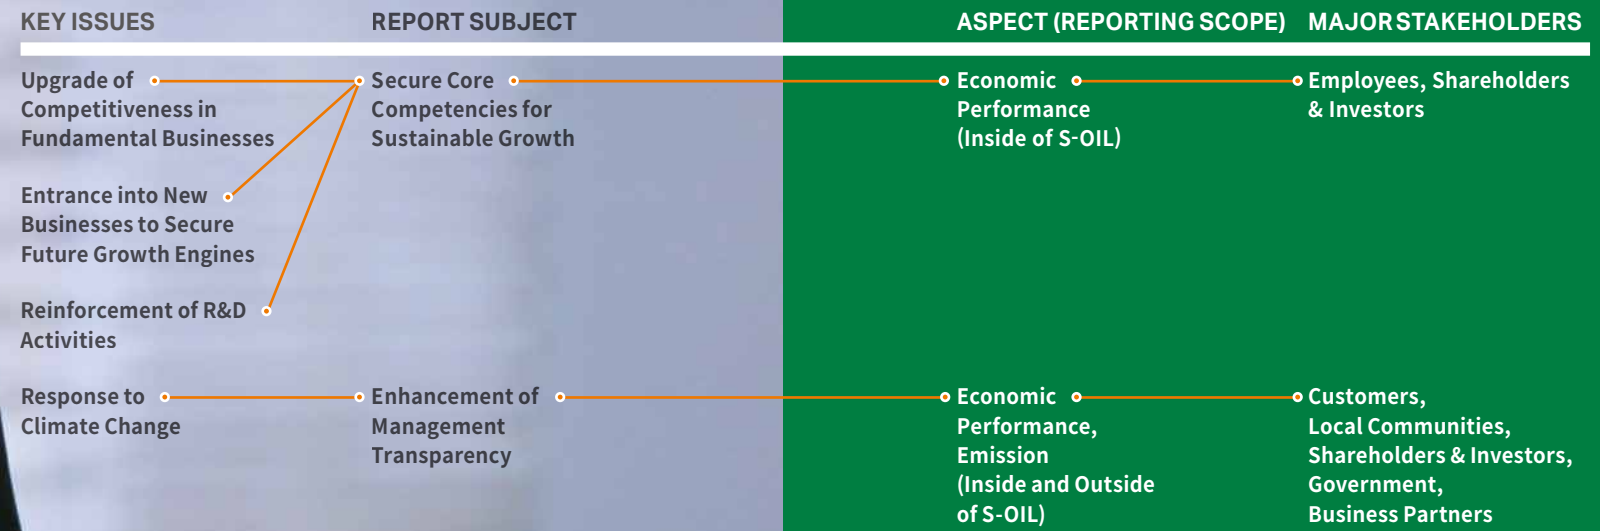 KEY ISSUES
REPORT SUBJECT
ASPECT (REPORTING SCOPE)
MAJOR STAKEHOLDERS
Upgrade of
Competitiveness in
Fundamental Businesses
Secure Core
Competencies for
Sustainable Growth
Economic
Performance
(Inside of S-OIL)
Employees, Shareholders
& Investors
Entrance into New
Businesses to Secure
Future Growth Engines
Reinforcement of R&D
Activities
Response to
Climate Change
Enhancement of
Management
Transparency
Economic
Performance,
Emission
(Inside and Outside
of S-OIL)
Customers,
Local Communities,
Shareholders & Investors,
Government,
Business Partners